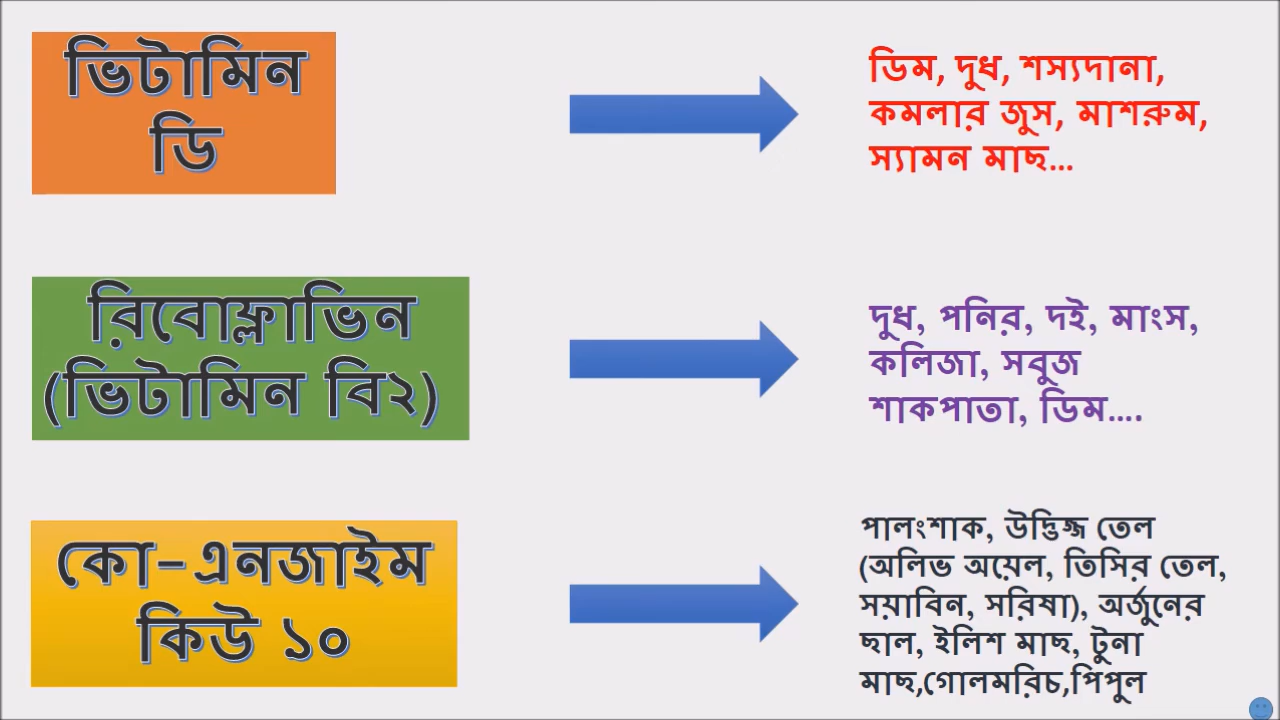 ভিটামিন
ডি
ডিম, দুধ, শস্যদানা,
কমলার জুস, মাশরুম,
স্যামন মাছ...
রিবোফ্লাভিন
(ভিটামিন বি২)
দুধ, পনির, দই, মাংস,
কলিজা, সবুজ
শাকপাতা, ডিম....
কো-এনজাইম
কিউ ১০
পালংশাক, উদ্ভিজ্জ তেল
(অলিভ অয়েল, তিসির তেল,
সয়াবিন, সরিষা), অর্জুনের
ছাল, ইলিশ মাছ, টুনা
মাছ,গোলমরিচ,পিপুল